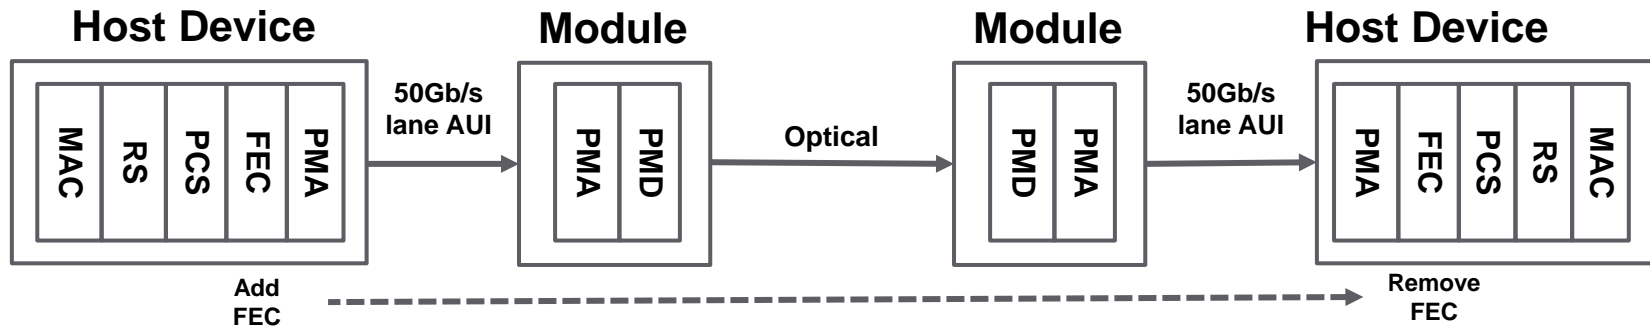 Host Device
Module
Module
Host Device
MAC
RS
PCS
FEC
PMA
50Gb/s
lane AUI
PMA
PMD
Optical
PMD
PMA
50Gb/s
lane AUI
PMA
FEC
PCS
RS
MAC
Add
FEC
Remove
FEC